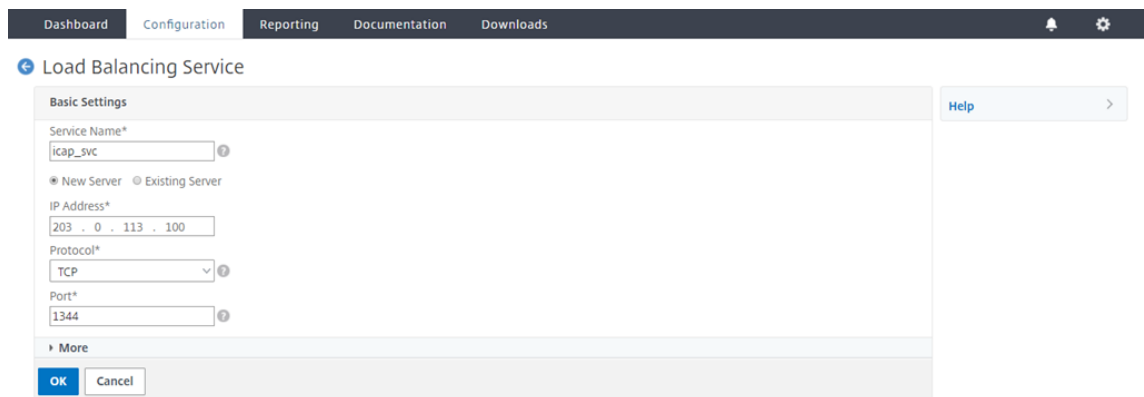 Dashboard Configuration Reporting Documentation Downloads
Load Balancing Service
Basic Settings
Help
Service Name*
icap_svc
New Server Existing Server
IP Address*
203 . 0 . 113 . 100
Protocol*
TCP
Port*
1344
More
OK Cancel